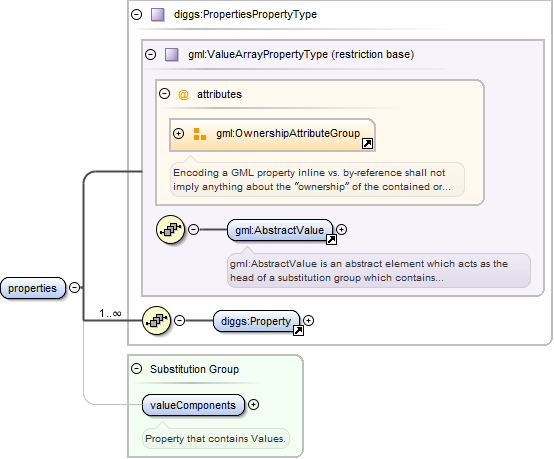 diggs:PropertiesPropertyType
gml:ValueArrayPropertyType (restriction base)
@ attributes
gml:OwnershipAttributeGroup
Encoding a GML property inline vs. by-reference shall not
imply anything about the "ownership" of the contained or...
gml:AbstractValue
gml:AbstractValue is an abstract element which acts as the
head of a substitution group which contains...
properties
1..∞
diggs:Property
Substitution Group
valueComponents
Property that contains Values.